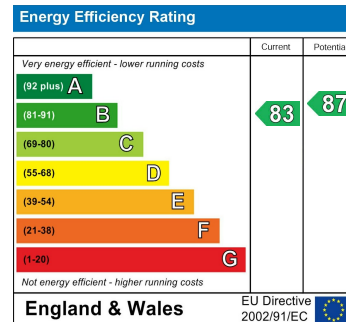 Energy Efficiency Rating
Current Potentia
Very energy efficient - lower running costs
(92 plus) A
(81-91) B
83 87
(69-80) C
(55-68) D
(39-54) E
(21-38) F
(1-20) G
Not energy efficient - higher running costs
England & Wales
EU Directive
2002/91/EC